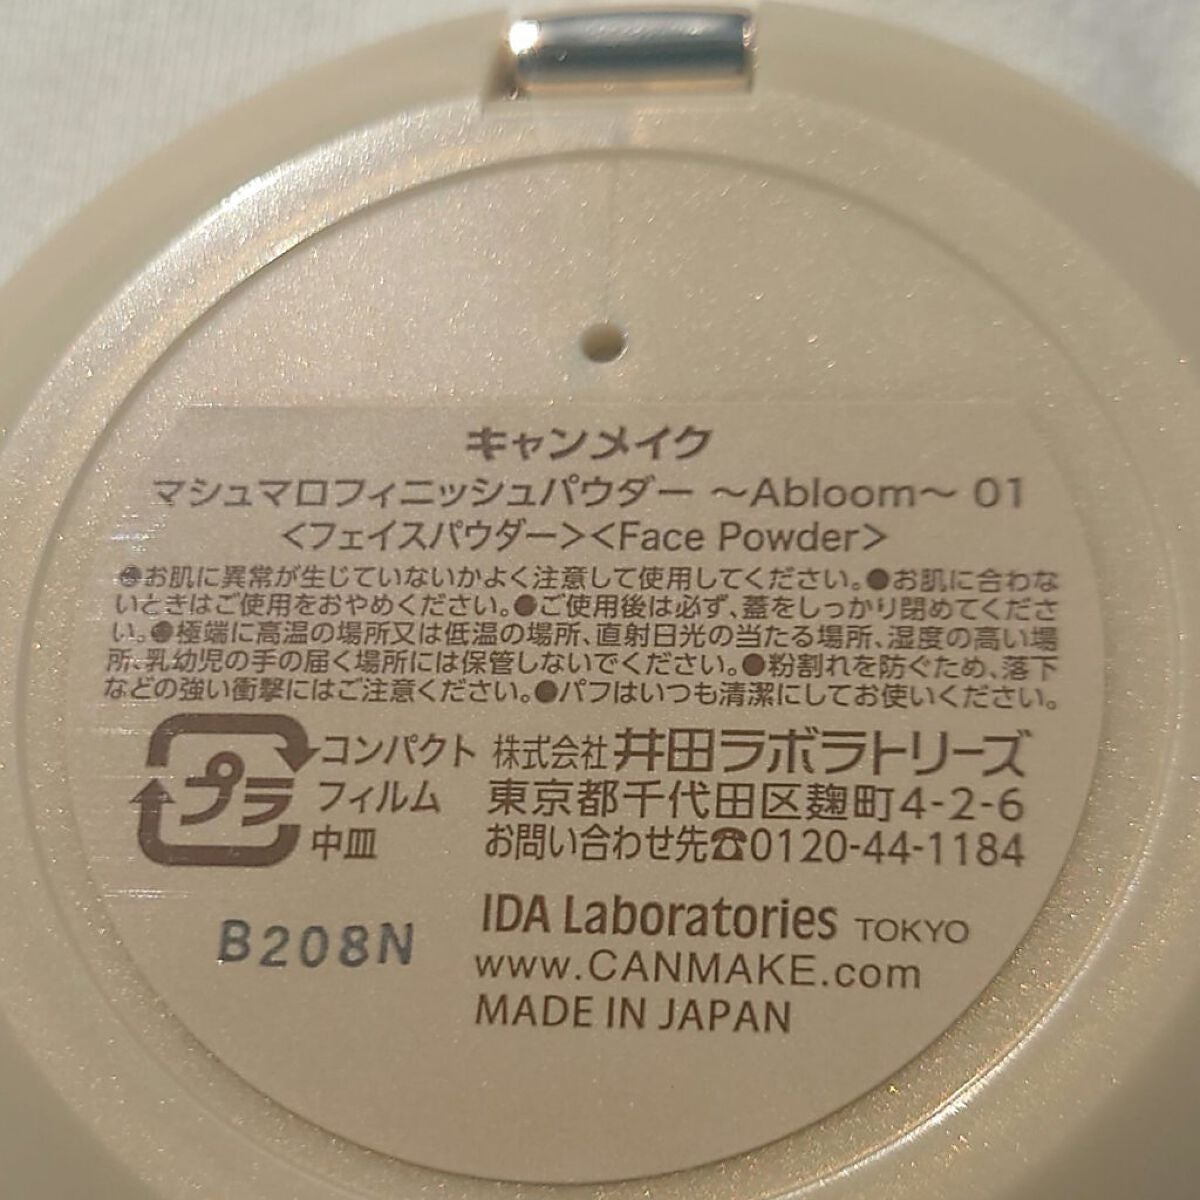 キャンメイク
マシュマロフィニッシュパウダー ～Abloom～ 01
<フェイスパウダー><Face Powder>
●お肌に異常が生じていないかよく注意して使用してください。●お肌に合わな
いときはご使用をおやめください。●ご使用後は必ず、蓋をしっかり閉めてくださ
い。●極端に高温の場所又は低温の場所、直射日光の当たる場所、湿度の高い場
所、乳幼児の手の届く場所には保管しないでください。●粉割れを防ぐため、落下
などの強い衝撃にはご注意ください。●パフはいつも清潔にしてお使いください。
プラ
コンパクト
フィルム
中皿
株式会社 井田ラボラトリーズ
東京都千代田区麹町4-2-6
お問い合わせ先☎0120-44-1184
B208N
IDA Laboratories TOKYO
www.CANMAKE.com
MADE IN JAPAN